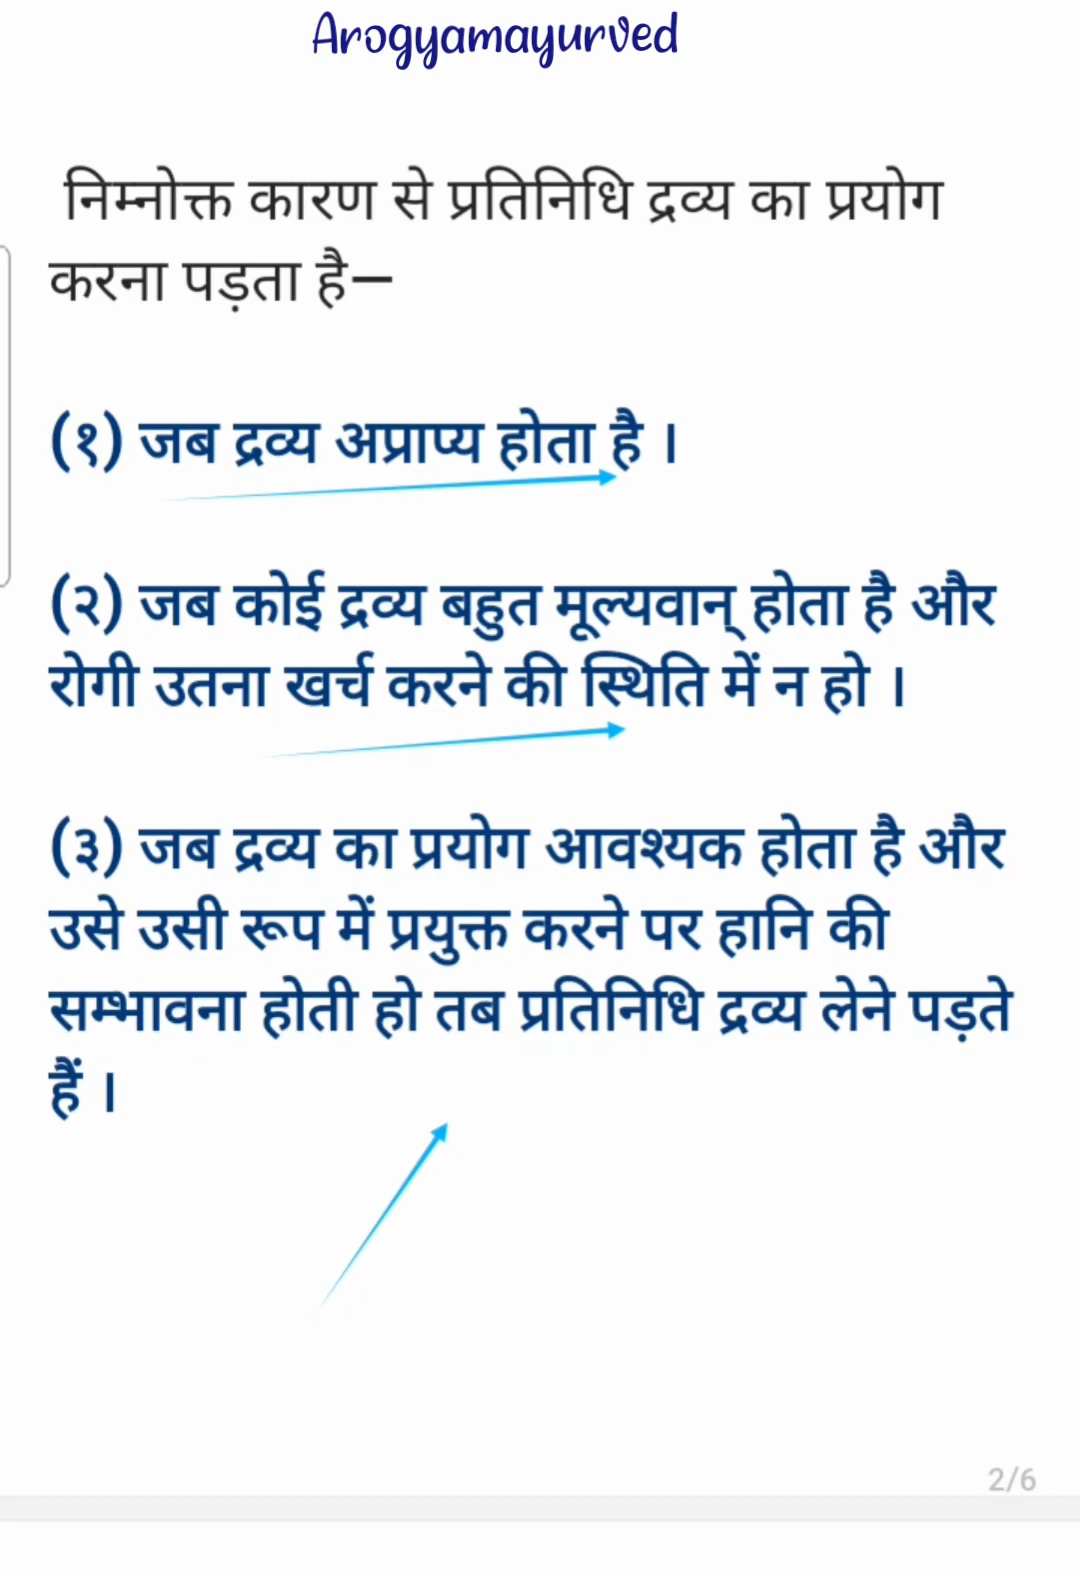 Arogyamayurved
निम्नोक्त कारण से प्रतिनिधि द्रव्य का प्रयोग
करना पड़ता है—
(१) जब द्रव्य अप्राप्य होता है ।
(२) जब कोई द्रव्य बहुत मूल्यवान् होता है और
रोगी उतना खर्च करने की स्थिति में न हो ।
(३) जब द्रव्य का प्रयोग आवश्यक होता है और
उसे उसी रूप में प्रयुक्त करने पर हानि की
सम्भावना होती हो तब प्रतिनिधि द्रव्य लेने पड़ते
हैं ।
2/6